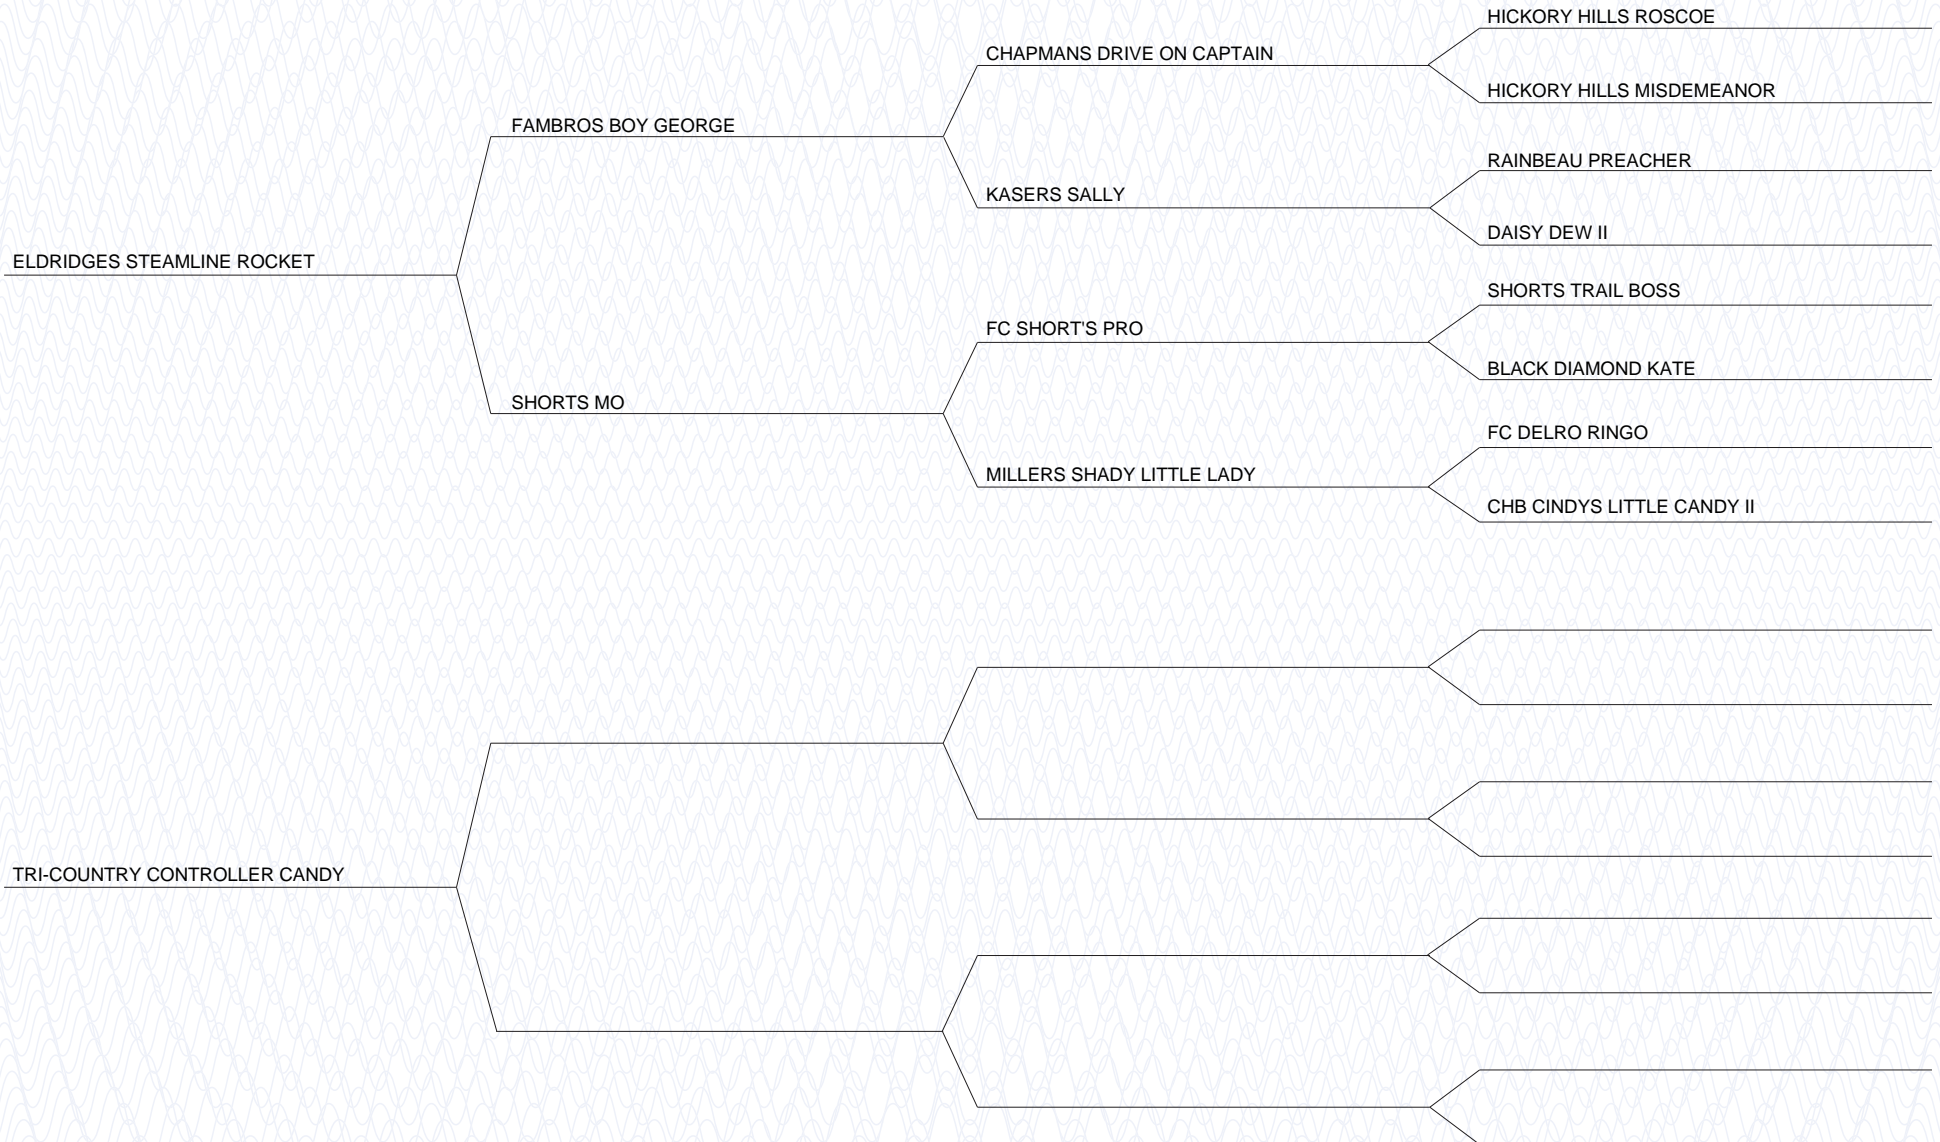 HICKORY HILLS ROSCOE
CHAPMANS DRIVE ON CAPTAIN
HICKORY HILLS MISDEMEANOR
FAMBROS BOY GEORGE
RAINBEAU PREACHER
KASERS SALLY
DAISY DEW II
ELDRIDGES STEAMLINE ROCKET
SHORTS TRAIL BOSS
FC SHORT'S PRO
BLACK DIAMOND KATE
SHORTS MO
FC DELRO RINGO
MILLERS SHADY LITTLE LADY
CHB CINDYS LITTLE CANDY II
TRI-COUNTRY CONTROLLER CANDY